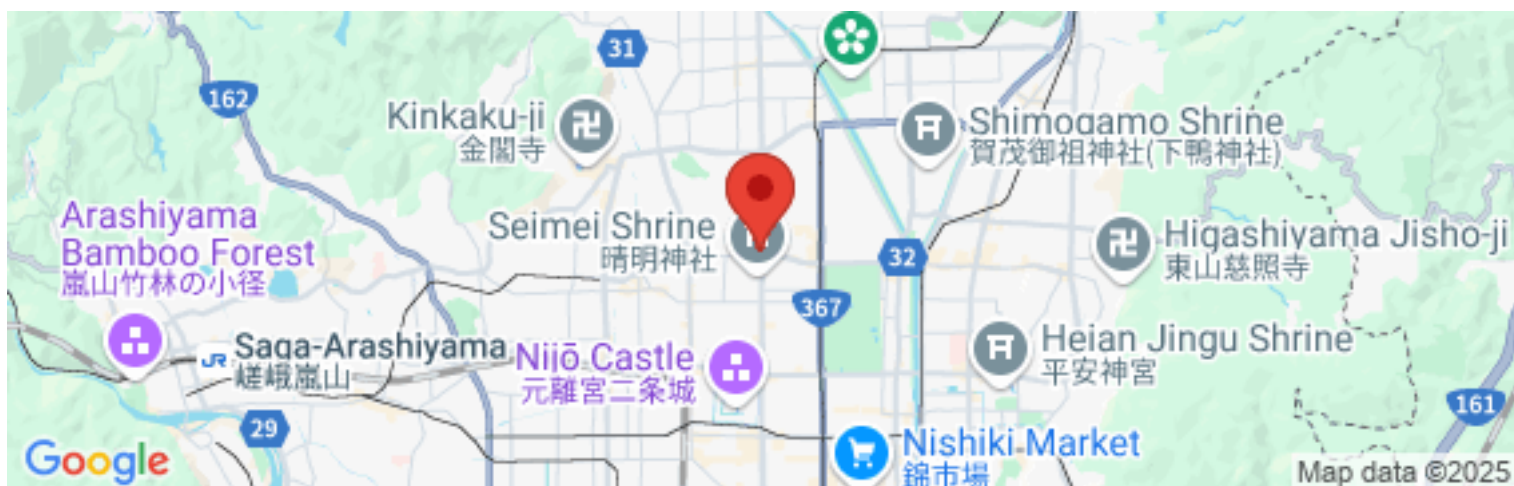 31
162
Kinkaku-ji
金閣寺
Shimogamo Shrine
賀茂御祖神社(下鴨神社)
Arashiyama
Bamboo Forest
嵐山竹林の小径
Seimei Shrine
晴明神社
32
Higashiyama Jisho-ji
東山慈照寺
367
Saga-Arashiyama
嵯峨嵐山
JR
Nijō Castle
元離宮二条城
Heian Jingu Shrine
平安神宮
29
161
Nishiki Market
錦市場
Google
Map data ©2025